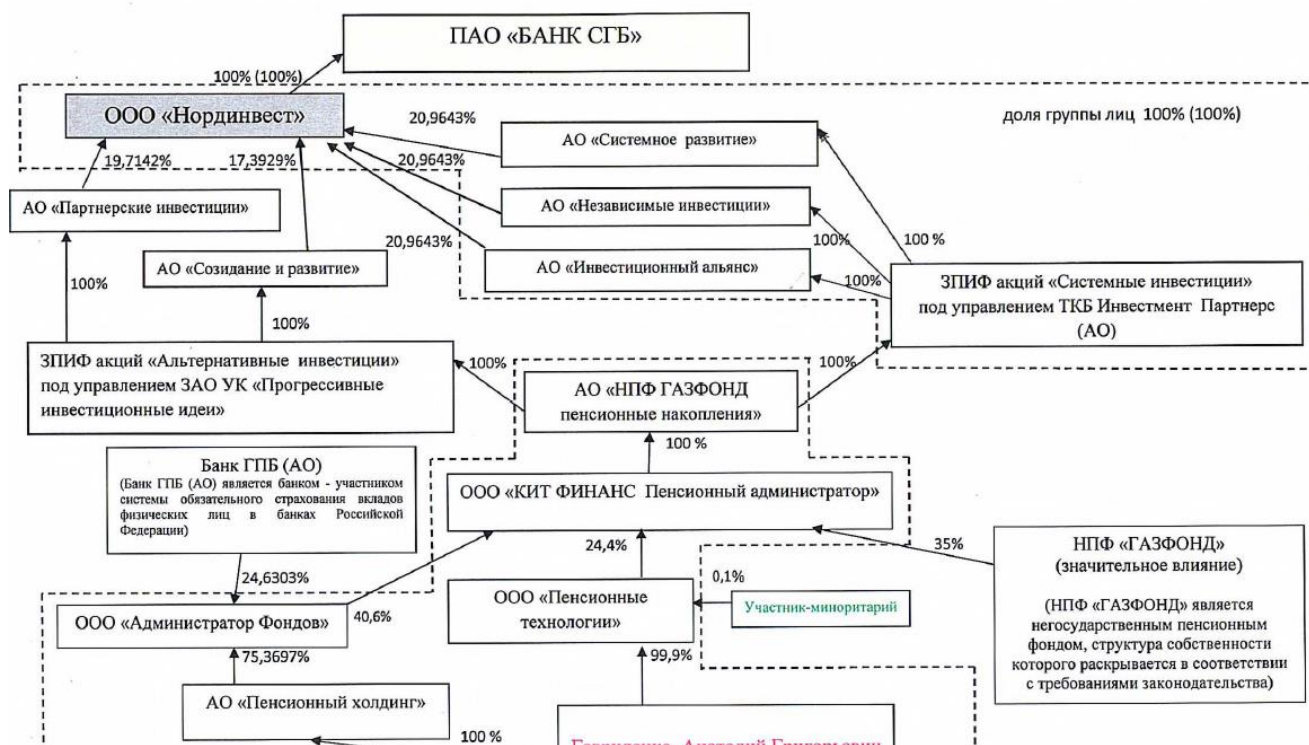 ПАО «БАНК СГБ»
100% (100%)
ООО «Нординвест»
доля группы лиц 100% (100%)
20,9643%
АО «Системное развитие»
19,7142%
17,3929%
20,9643%
АО «Партнерские инвестиции»
АО «Независимые инвестиции»
20,9643%
100%
100 %
АО «Созидание и развитие»
АО «Инвестиционный альянс»
100%
100%
ЗПИФ акций «Системные инвестиции»
под управлением ТКБ Инвестмент Партнерс
(АО)
100%
ЗПИФ акций «Альтернативные инвестиции»
под управлением ЗАО УК «Прогрессивные
инвестиционные идеи»
100%
100%
АО «НПФ ГАЗФОНД
пенсионные накопления»
100 %
Банк ГПБ (АО)
(Банк ГПБ (АО) является банком - участником
системы обязательного страхования вкладов
физических лиц в банках Российской
Федерации)
ООО «КИТ ФИНАНС Пенсионный администратор»
24,4%
35%
НПФ «ГАЗФОНД»
(значительное влияние)
(НПФ «ГАЗФОНД» является
негосударственным пенсионным
фондом, структура собственности
которого раскрывается в соответствии
с требованиями законодательства)
24,6303%
0,1%
ООО «Администратор Фондов»
40,6%
ООО «Пенсионные
технологии»
Участник-миноритарий
75,3697%
99,9%
АО «Пенсионный холдинг»
100 %
Гавриленко Анатолий Григорьевич